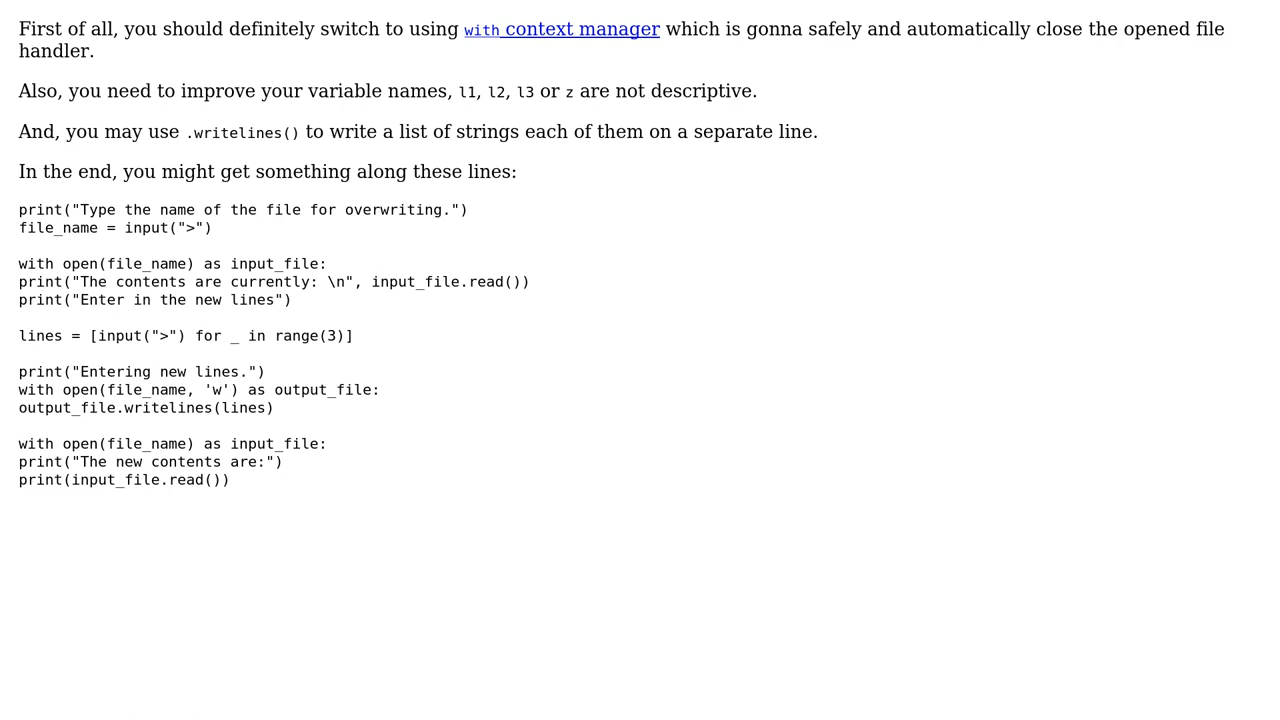 First of all, you should definitely switch to using with context manager which is gonna safely and automatically close the opened file
handler.
Also, you need to improve your variable names, l1, l2, l3 or z are not descriptive.
And, you may use .writelines() to write a list of strings each of them on a separate line.
In the end, you might get something along these lines:
print("Type the name of the file for overwriting.")
file_name = input(">")
with open(file_name) as input_file:
print("The contents are currently: \n", input_file.read())
print("Enter in the new lines")
lines = [input(">") for _ in range(3)]
print("Entering new lines.")
with open(file_name, 'w') as output_file:
output_file.writelines(lines)
with open(file_name) as input_file:
print("The new contents are:")
print(input_file.read())